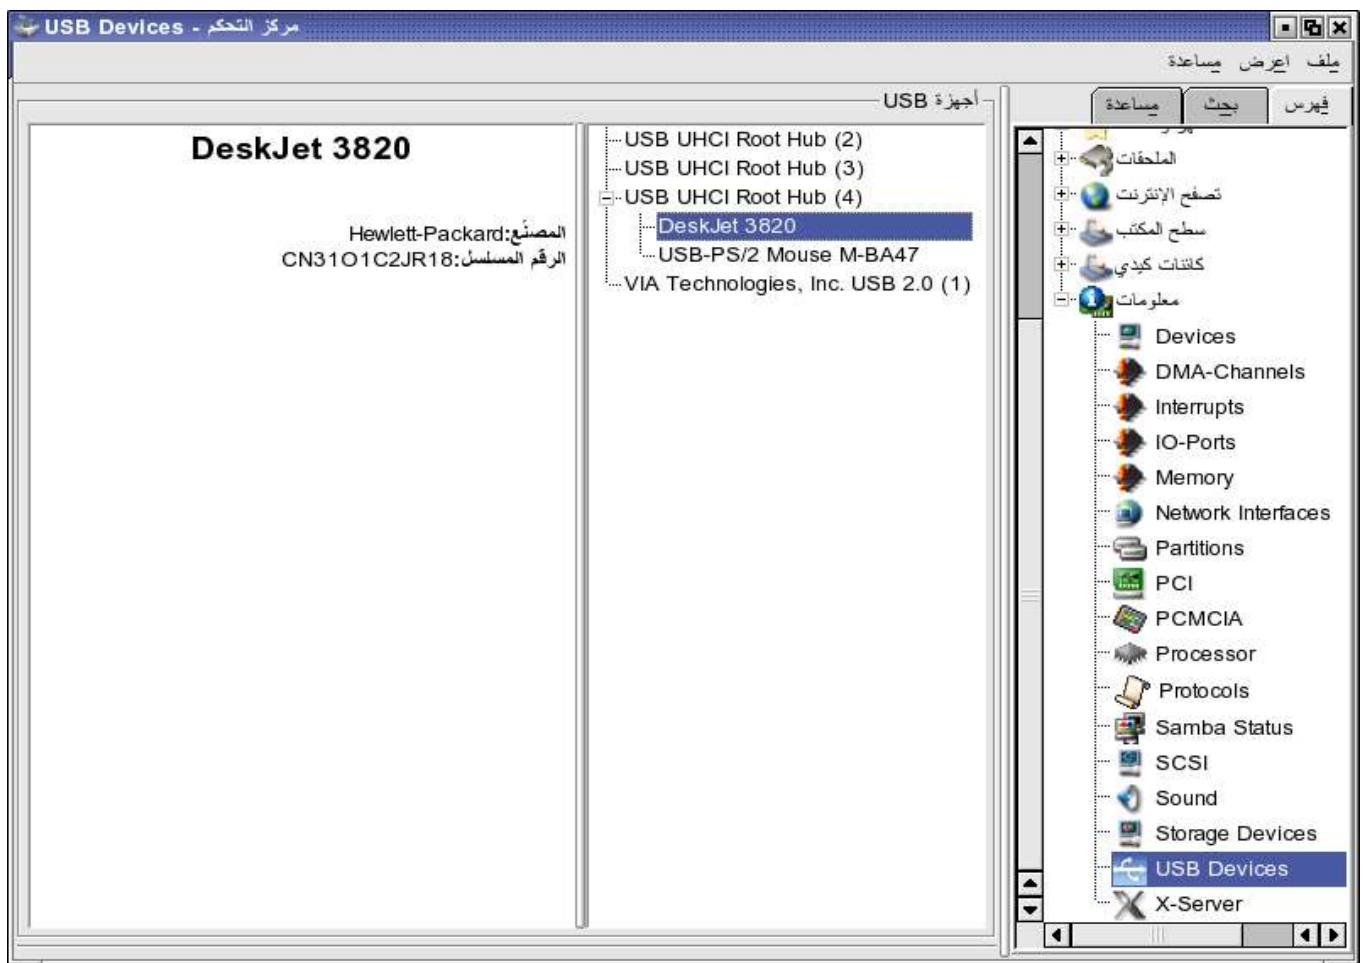 USB Devices - مركز التحكم
ملف اعرض مساعدة
فهرس
بحث
مساعدة
الملحقات
تصفح الإنترنت
سطح المكتب
كائنات كيدي
معلومات
Devices
DMA-Channels
Interrupts
IO-Ports
Memory
Network Interfaces
Partitions
PCI
PCMCIA
Processor
Protocols
Samba Status
SCSI
Sound
Storage Devices
USB Devices
X-Server
أجهزة USB
USB UHCI Root Hub (2)
USB UHCI Root Hub (3)
USB UHCI Root Hub (4)
DeskJet 3820
USB-PS/2 Mouse M-BA47
VIA Technologies, Inc. USB 2.0 (1)
DeskJet 3820
المصنّع:Hewlett-Packard
الرقم المسلسل:CN31O1C2JR18